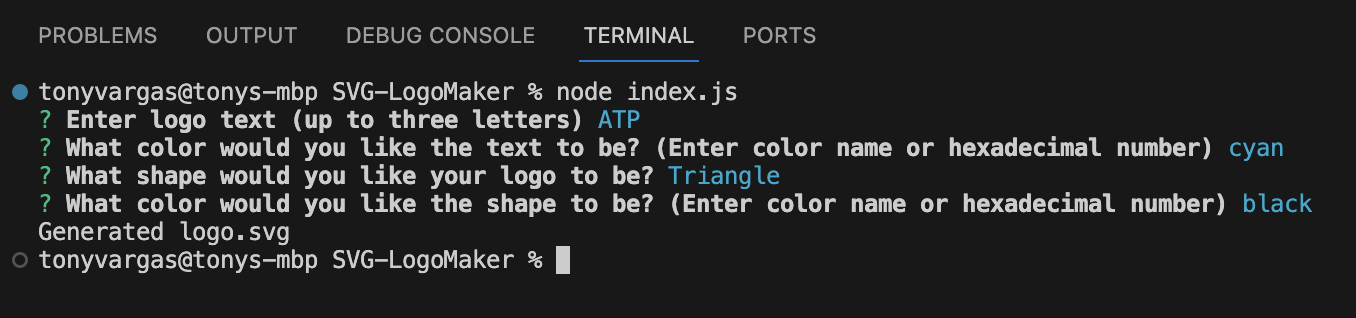 PROBLEMS OUTPUT DEBUG CONSOLE TERMINAL PORTS
tonyvargas@tonys-mbp SVG-LogoMaker % node index.js
? Enter logo text (up to three letters) ATP
? What color would you like the text to be? (Enter color name or hexadecimal number) cyan
? What shape would you like your logo to be? Triangle
? What color would you like the shape to be? (Enter color name or hexadecimal number) black
Generated logo.svg
tonyvargas@tonys-mbp SVG-LogoMaker %